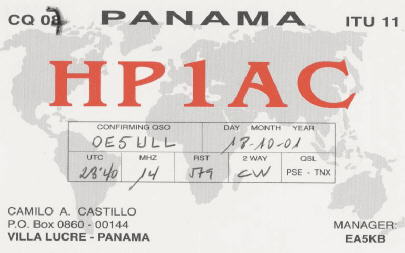 CQ 07 PANAMA ITU 11
HP1AC
CONFIRMING QSO DAY MONTH YEAR
OE5ULL 18-10-01
UTC MHZ RST 2 WAY QSL
23:40 14 579 CW PSE - TNX
CAMILO A. CASTILLO
P.O. Box 0860 - 00144 MANAGER:
VILLA LUCRE - PANAMA EA5KB